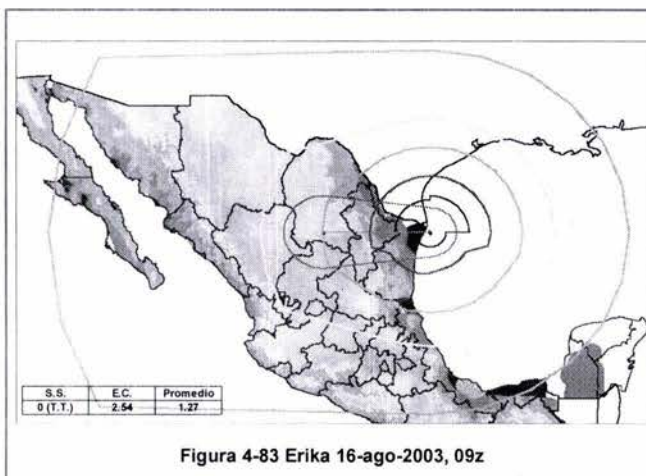 S.S. E.C. Promedio
0 (T.T.) 2.54 1.27
Figura 4-83 Erika 16-ago-2003, 09z